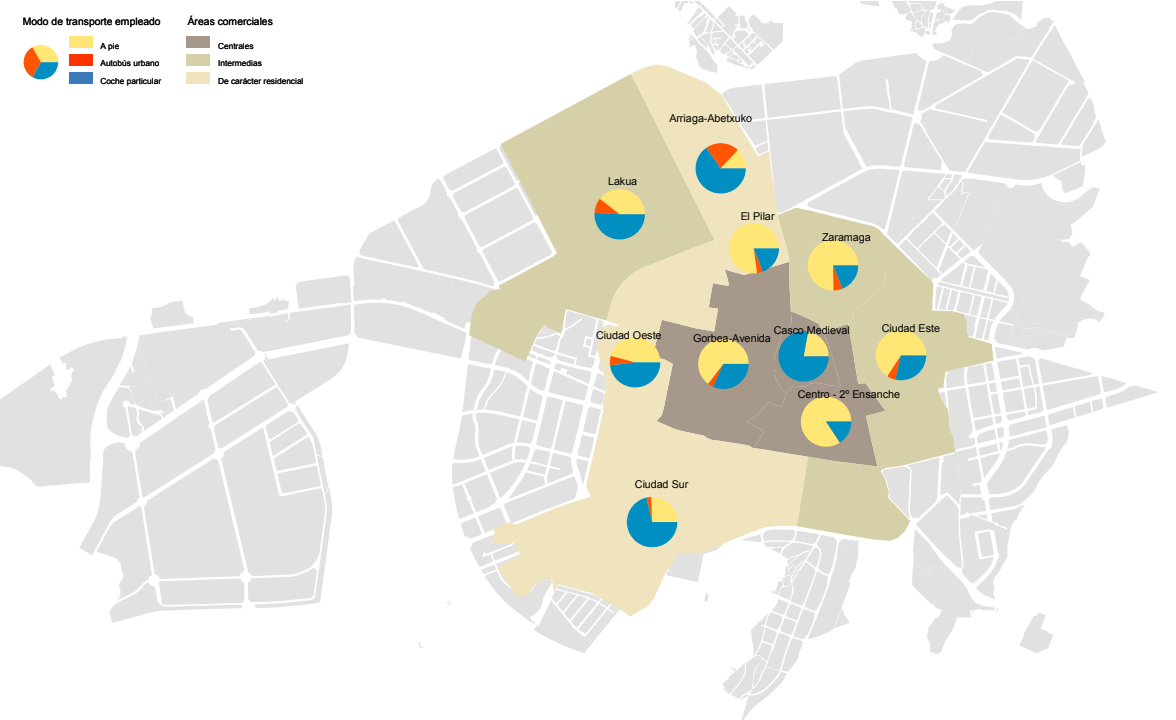 Modo de transporte empleado
Áreas comerciales
A pie
Centrales
Autobús urbano
Intermedias
Coche particular
De carácter residencial
Arriaga-Abetxuko
Lakua
El Pilar
Zaramaga
Ciudad Oeste
Gorbea-Avenida
Casco Medieval
Ciudad Este
Centro - 2º Ensanche
Ciudad Sur